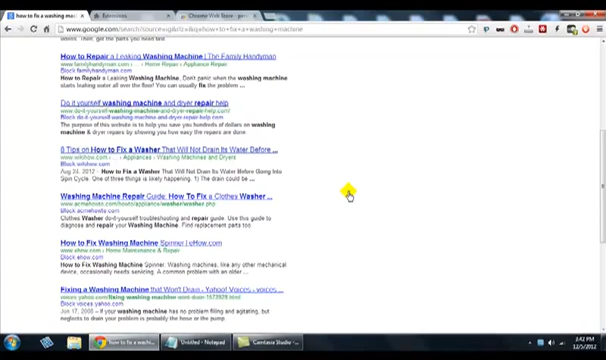 how to fix a washing mac
Extensions
Chrome Web Store -
www.google.com/search?source=ig&rlz=&q=how+to+fix+a+washing+machine
them, get the parts you need fast
How to Repair a Leaking Washing Machine | The Family Handyman
www.familyhandyman.com › ... › Home › Appliance Repair
Block familyhandyman.com
How to Repair a Leaking Washing Machine. Don't panic when the washing machine
starts leaking water all over the floor! You can usually fix the problem ...
Do it yourself washing machine and dryer repair help
www.do-it-yourself-washing-machine-and-dryer-repair-help.com/
Block do-it-yourself-washing-machine-and-dryer-repair-help.com
The purpose of this website is to help you save you hundreds of dollars on washing
machine & dryer repairs by showing you how easy the repairs are done
8 Tips on How to Fix a Washer That Will Not Drain Its Water Before ...
www.wikihow.com › ... › Appliances › Washing Machines and Dryers
Block wikihow.com
Aug 24, 2012 – How to Fix a Washer That Will Not Drain Its Water Before Going Into
Spin Cycle. One of three things is likely happening. 1) The drain could be ...
Washing Machine Repair Guide: How To Fix a Clothes Washer ...
www.acmehowto.com/howto/appliance/washer/washer.php
Block acmehowto.com
Clothes Washer do-it-yourself troubleshooting and repair guide. Use this guide to
diagnose and repair your Washing Machine. Find replacement parts too.
How to Fix Washing Machine Spinner | eHow.com
www.ehow.com › Home Maintenance & Repair
Block ehow.com
How to Fix Washing Machine Spinner. Washing machines, like any other mechanical
device, occasionally needs servicing. A common problem with an older ...
Fixing a Washing Machine that Won't Drain - Yahoo! Voices - voices ...
voices.yahoo.com/fixing-washing-machine-wont-drain-1673928.html
Block voices.yahoo.com
Jun 17, 2008 – if your washing machine has no problem filling and agitating, but
neglects to drain your problem is probably the hose or the pump.
how to fix a washi...
Untitled - Notepad
Camtasia Studio - ...
3:42 PM
12/5/2012